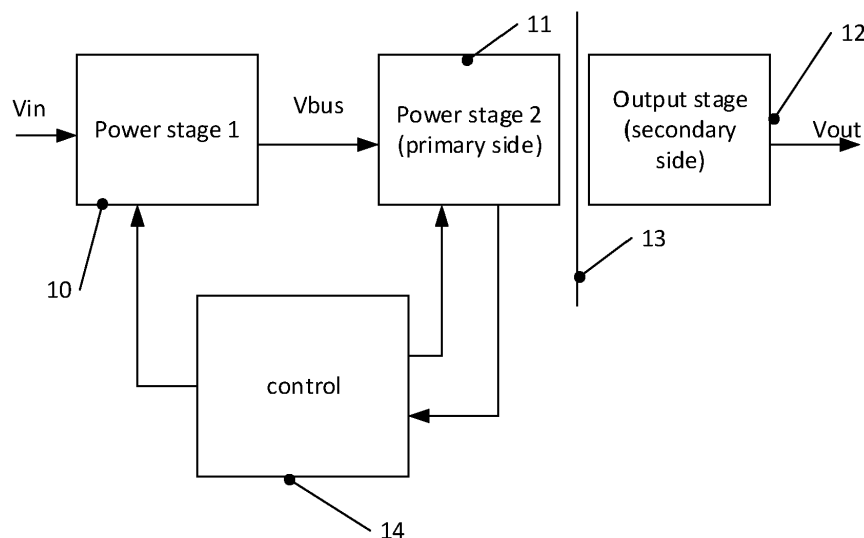 11
12
Vin
Power stage 1
Vbus
Power stage 2
(primary side)
Output stage
(secondary
side)
Vout
10
13
control
14